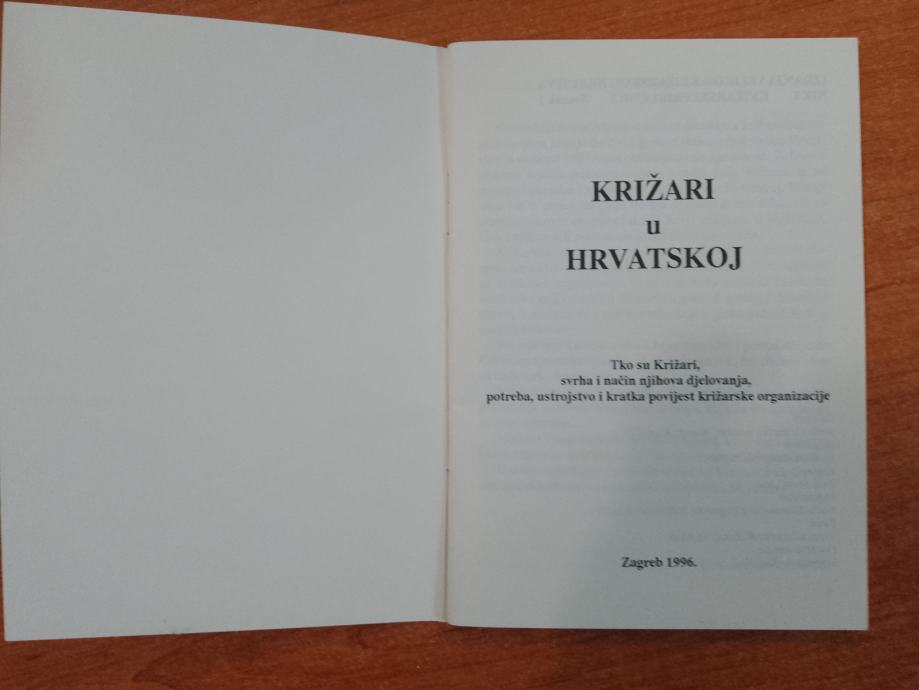 KRIŽARI
u
HRVATSKOJ
Tko su Križari,
svrha i način njihova djelovanja,
potreba, ustrojstvo i kratka povijest križarske organizacije
Zagreb 1996.